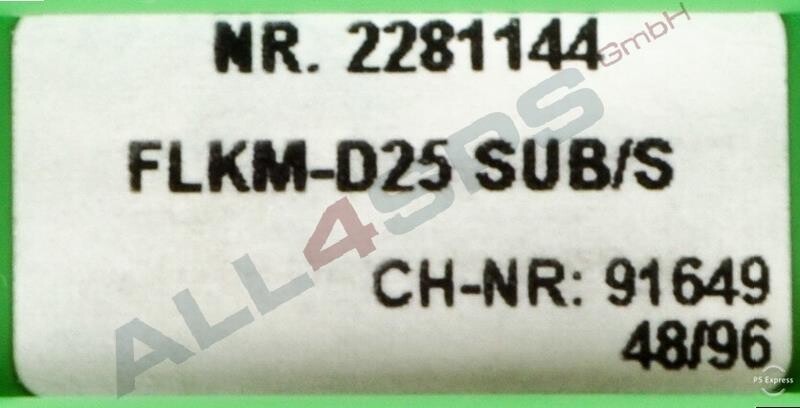 NR. 2281144
FLKM-D25 SUB/S
CH-NR: 91649
48/96
ALL4SPS GmbH
PS Express